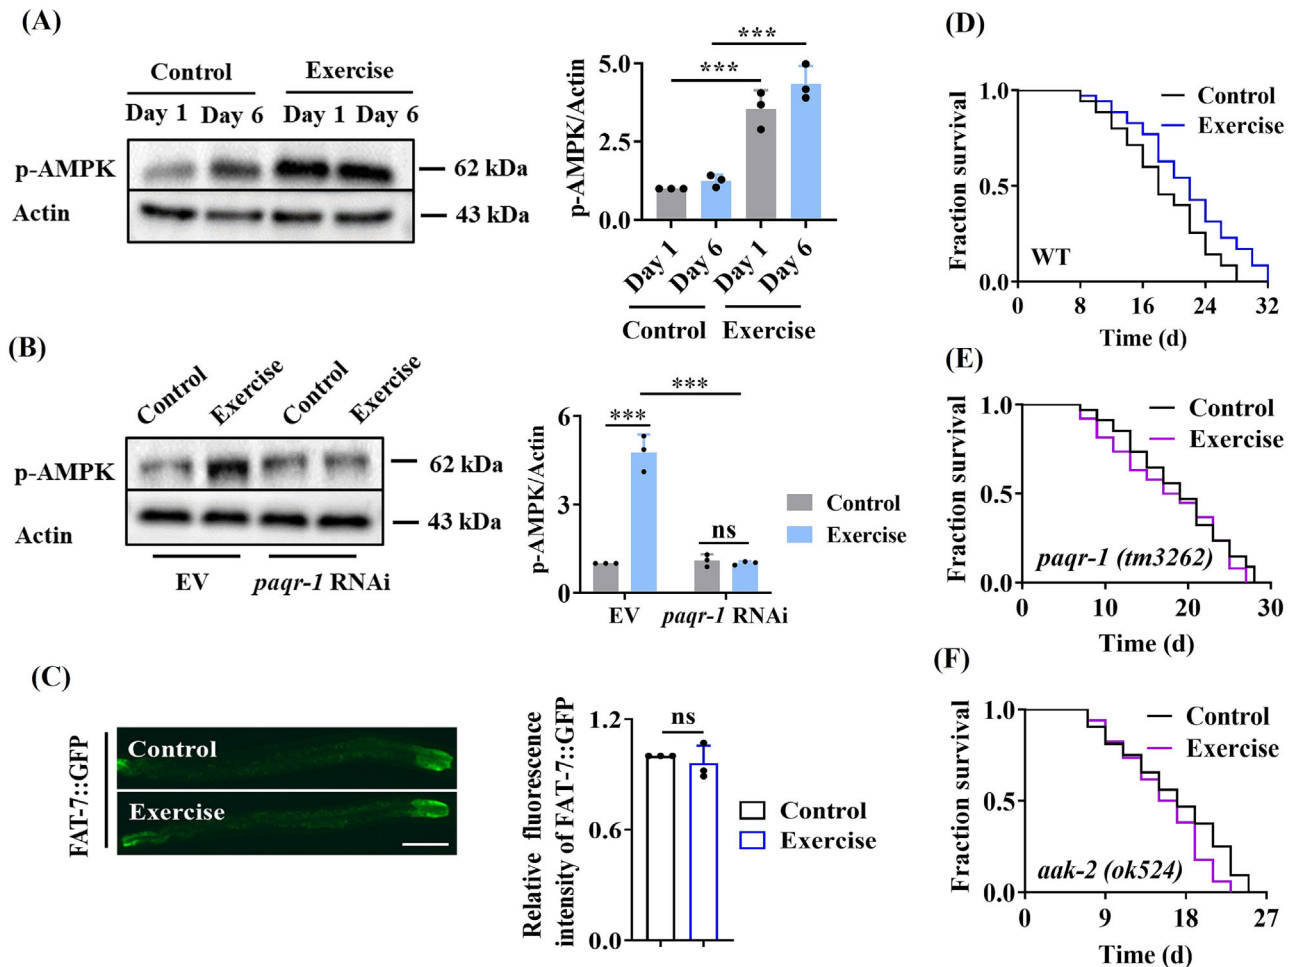 (A)
Control Exercise
Day 1 Day 6 Day 1 Day 6
p-AMPK 62 kDa
Actin 43 kDa
p-AMPK/Actin
5.0
2.5
0.0
***
***
Day 1 Day 6 Day 1 Day 6
Control Exercise
(B)
Control Exercise Control Exercise
p-AMPK 62 kDa
Actin 43 kDa
EV paqr-1 RNAi
p-AMPK/Actin
6
3
0
***
***
ns
EV paqr-1 RNAi
Control
Exercise
(C)
FAT-7::GFP
Control
Exercise
Relative fluorescence
intensity of FAT-7::GFP
1.2
0.6
0.0
ns
Control
Exercise
(D)
Fraction survival
1.0
0.5
0.0
Control
Exercise
WT
0 8 16 24 32
Time (d)
(E)
Fraction survival
1.0
0.5
0.0
Control
Exercise
paqr-1 (tm3262)
0 10 20 30
Time (d)
(F)
Fraction survival
1.0
0.5
0.0
Control
Exercise
aak-2 (ok524)
0 9 18 27
Time (d)